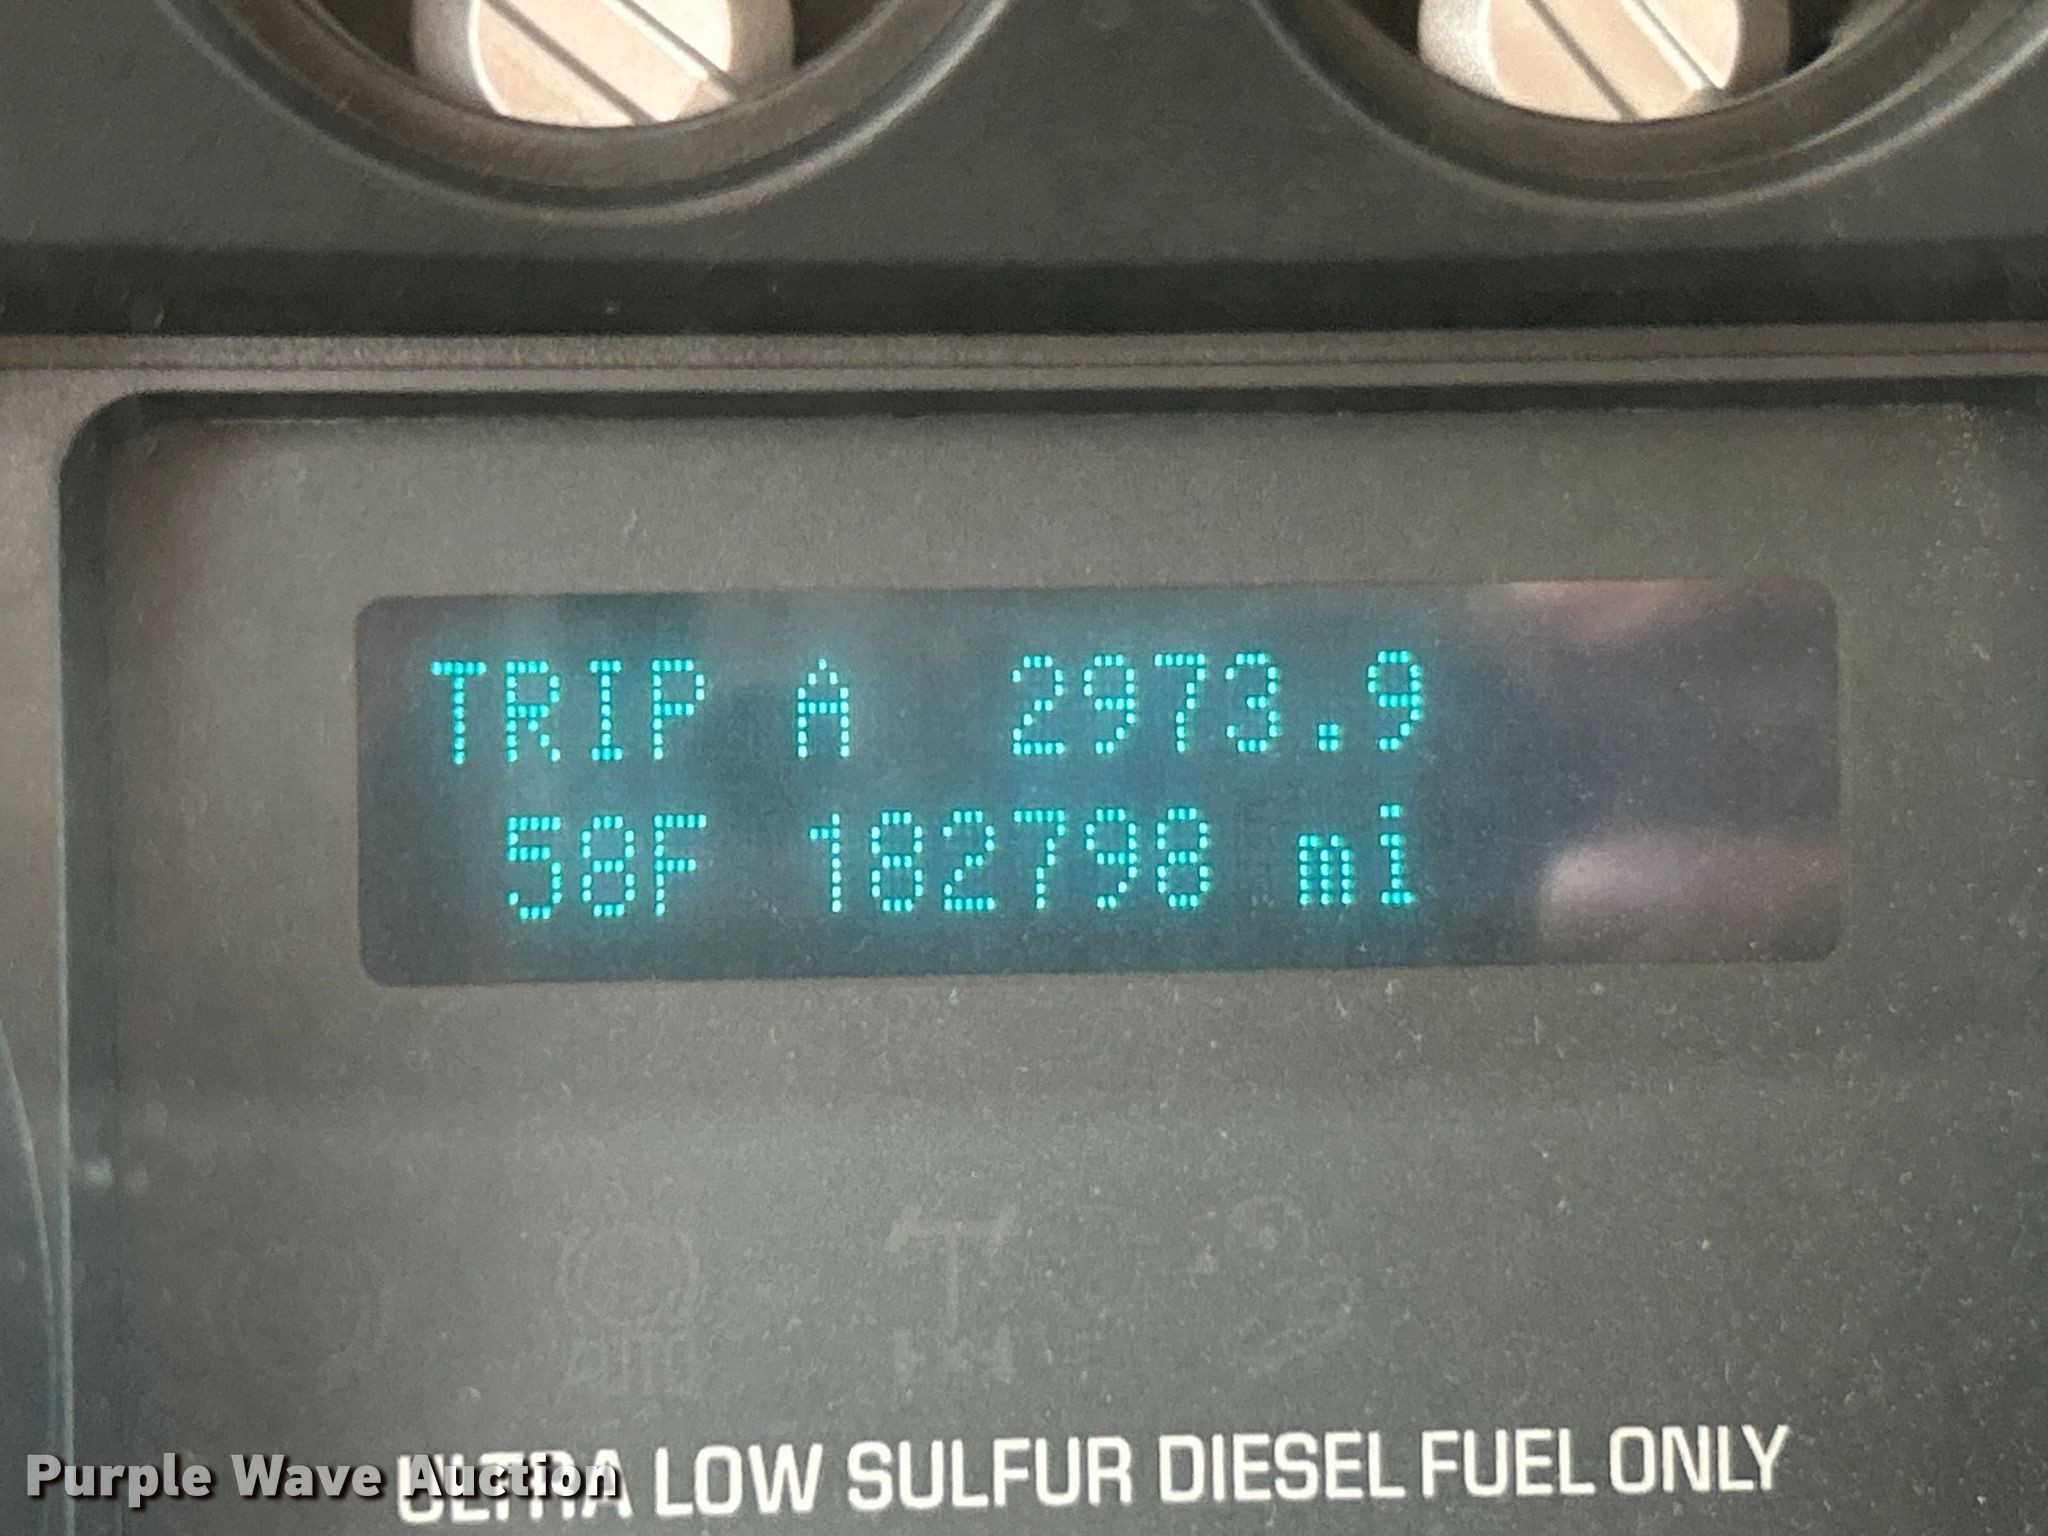 TRIP A 2973.9
58F 182798 mi
ULTRA LOW SULFUR DIESEL FUEL ONLY
Purple Wave Auction